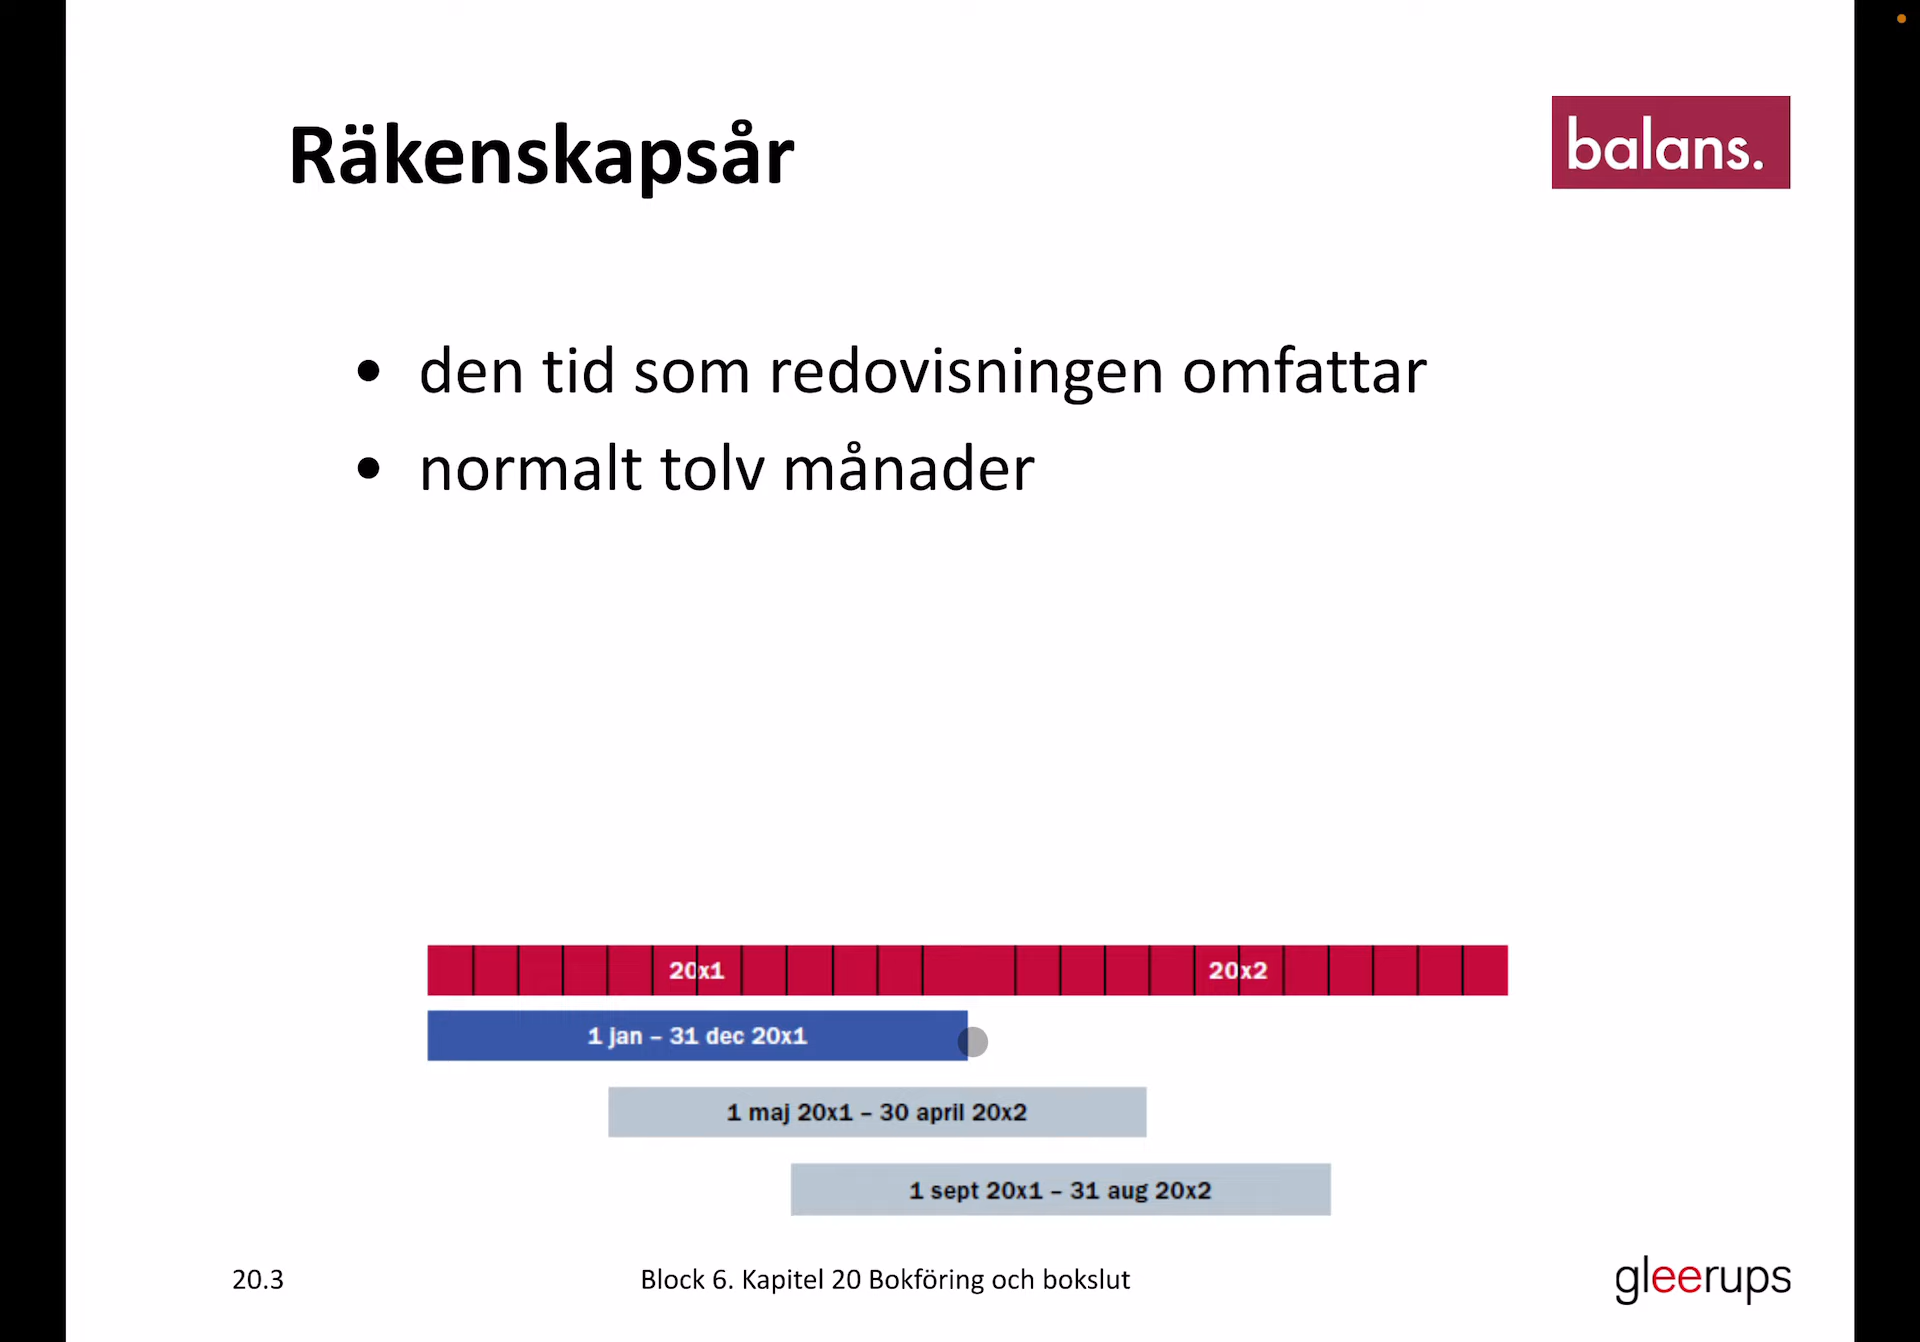 Räkenskapsår
balans.
• den tid som redovisningen omfattar
• normalt tolv månader
20x1 20x2
1 jan – 31 dec 20x1
1 maj 20x1 – 30 april 20x2
1 sept 20x1 – 31 aug 20x2
20.3 Block 6. Kapitel 20 Bokföring och bokslut gleerups